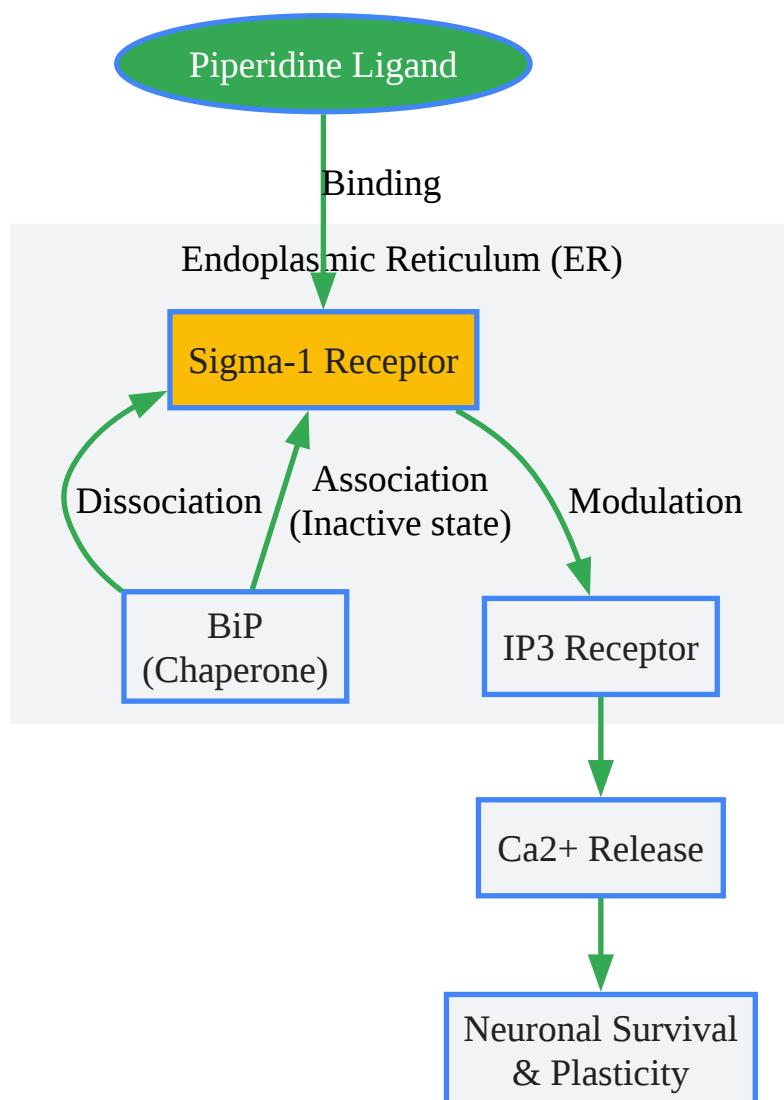 Piperidine Ligand
Binding
Endoplasmic Reticulum (ER)
Sigma-1 Receptor
Dissociation
Association
(Inactive state)
Modulation
BiP
(Chaperone)
IP3 Receptor
Ca2+ Release
Neuronal Survival
& Plasticity